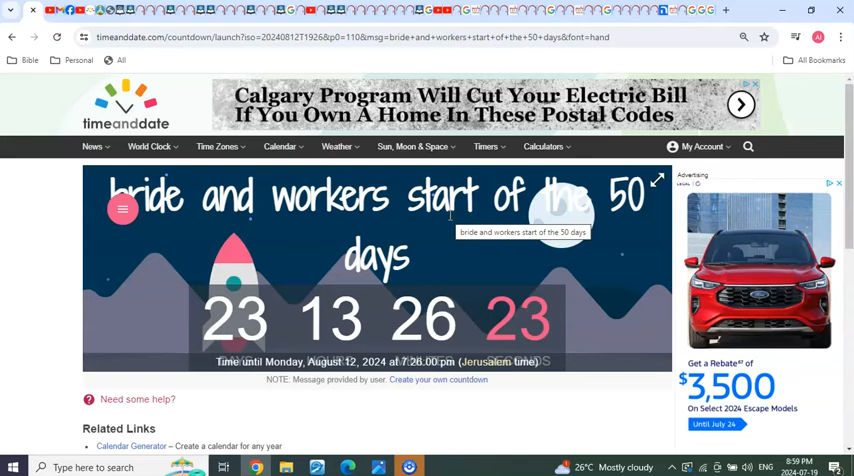 timeanddate.com/countdown/launch?iso=20240812T1926&p0=110&msg=bride+and+workers+start+of+the+50+days&font=hand
Bible
Personal
All
All Bookmarks
timeanddate
Calgary Program Will Cut Your Electric Bill
If You Own A Home In These Postal Codes
News
World Clock
Time Zones
Calendar
Weather
Sun, Moon & Space
Timers
Calculators
My Account
bride and workers start of the 50
days
bride and workers start of the 50 days
23 13 26 23
DAYS HOURS MINUTES SECONDS
Time until Monday, August 12, 2024 at 7:26:00 pm (Jerusalem time)
NOTE: Message provided by user. Create your own countdown
Need some help?
Related Links
Calendar Generator – Create a calendar for any year
Advertising
Get a Rebate
$3,500
On Select 2024 Escape Models
Until July 24
Type here to search
26°C Mostly cloudy
ENG
8:59 PM
2024-07-19